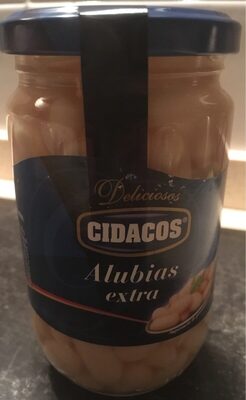 Deliciosos
CIDACOS
Alubias
extra